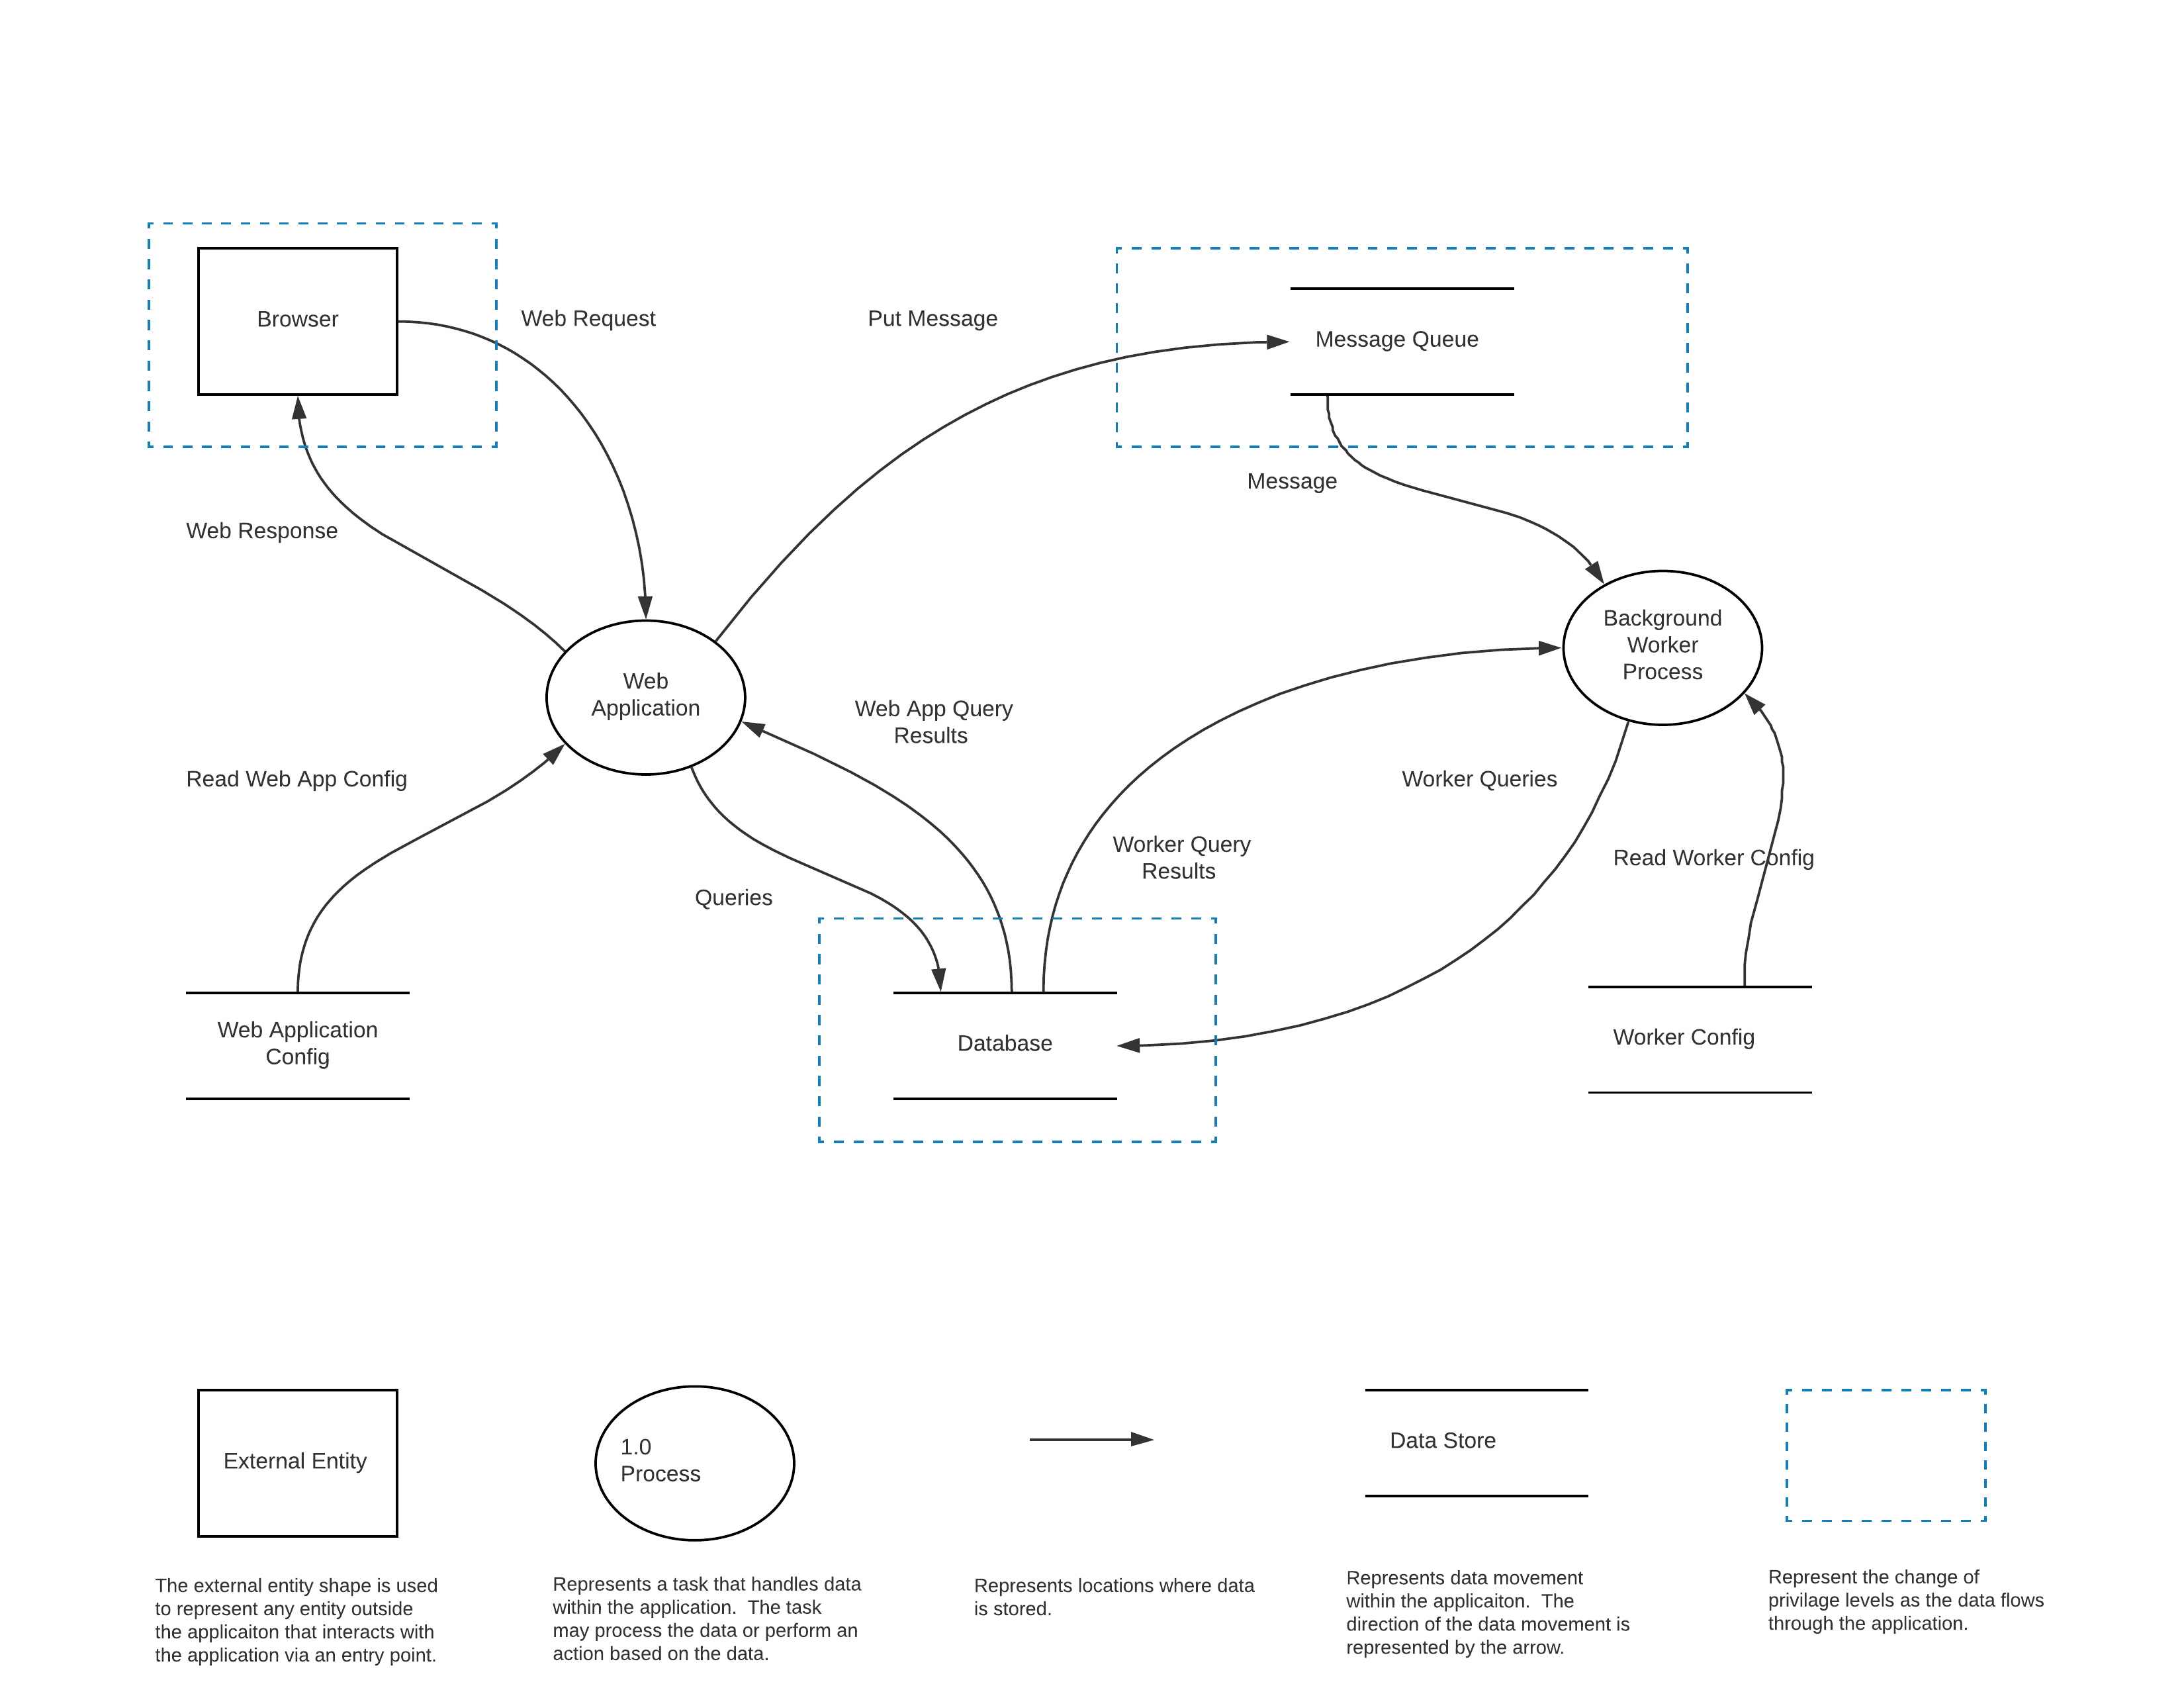 Browser
Web Request
Put Message
Message Queue
Message
Web Response
Background
Worker
Process
Web
Application
Web App Query
Results
Read Web App Config
Worker Queries
Worker Query
Results
Read Worker Config
Queries
Web Application
Config
Database
Worker Config
External Entity
1.0
Process
Data Store
The external entity shape is used
to represent any entity outside
the applicaiton that interacts with
the application via an entry point.
Represents a task that handles data
within the application.  The task
may process the data or perform an
action based on the data.
Represents locations where data
is stored.
Represents data movement
within the applicaiton.  The
direction of the data movement is
represented by the arrow.
Represent the change of
privilage levels as the data flows
through the application.